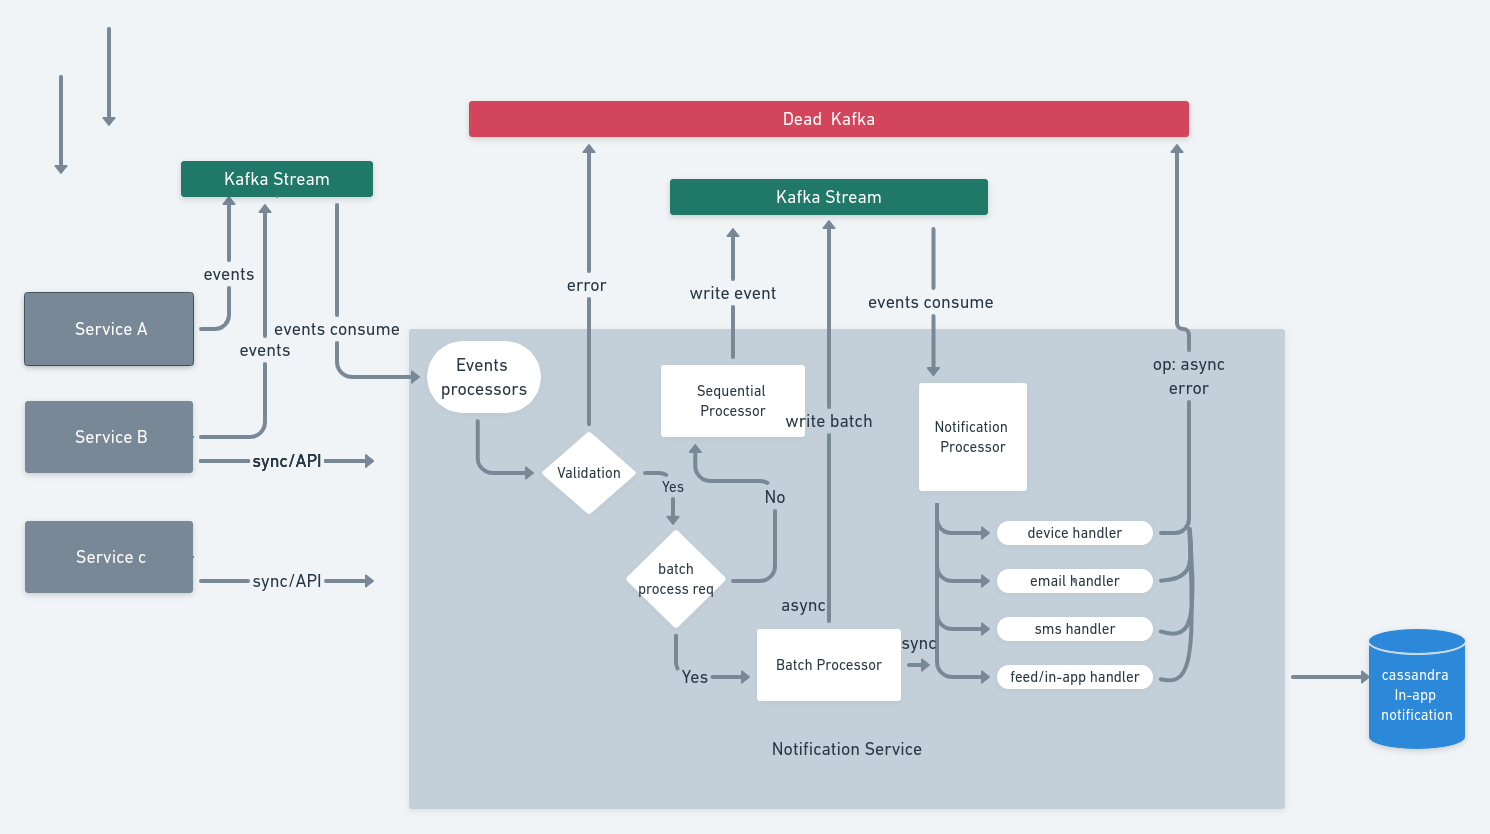 Dead  Kafka
Kafka Stream
Kafka Stream
events
error
write event
events consume
Service A
events consume
events
Events
processors
op: async
error
Sequential
Processor
write batch
Notification
Processor
Service B
sync/API
Validation
Yes
No
device handler
Service c
sync/API
batch
process req
email handler
async
sms handler
sync
Batch Processor
Yes
feed/in-app handler
cassandra
In-app
notification
Notification Service